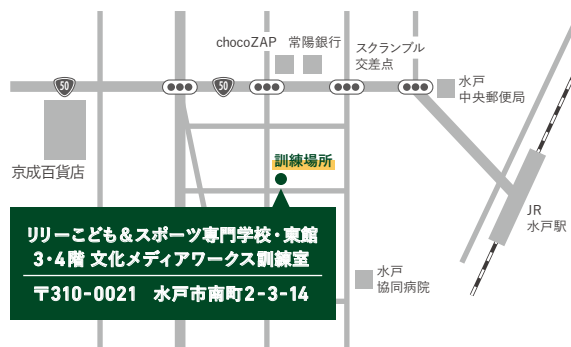 chocoZAP 常陽銀行
スクランブル
交差点
50
50
水戸
中央郵便局
京成百貨店
訓練場所
JR
水戸駅
リリーこども&スポーツ専門学校・東館
3・4階 文化メディアワークス訓練室
〒310-0021 水戸市南町2-3-14
水戸
協同病院